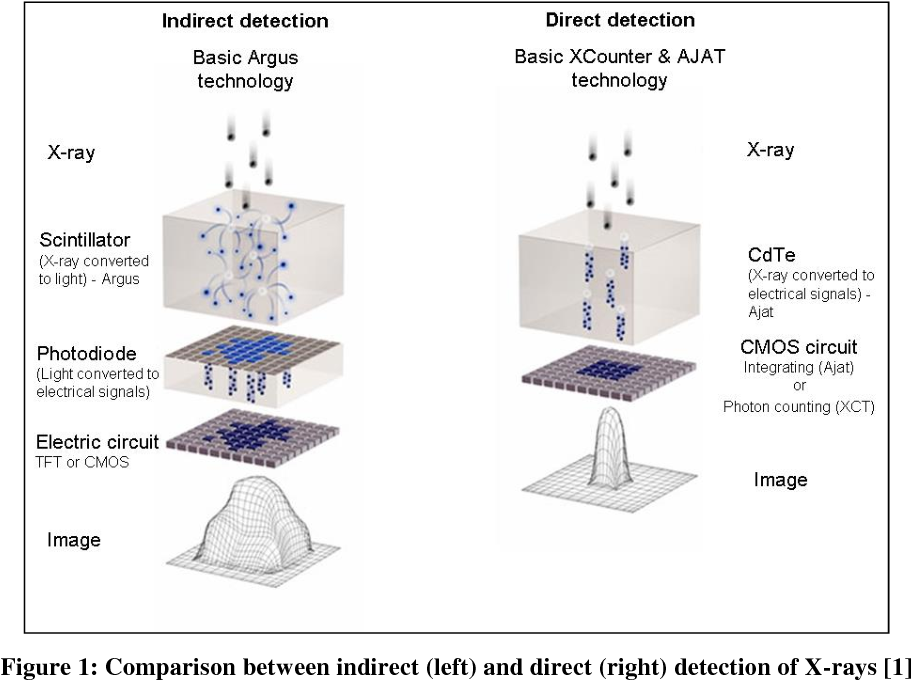 Indirect detection
Basic Argus
technology
X-ray
Scintillator
(X-ray converted
to light) - Argus
Photodiode
(Light converted to
electrical signals)
Electric circuit
TFT or CMOS
Image
Direct detection
Basic XCounter & AJAT
technology
X-ray
CdTe
(X-ray converted to
electrical signals) -
Ajat
CMOS circuit
Integrating (Ajat)
or
Photon counting (XCT)
Image
Figure 1: Comparison between indirect (left) and direct (right) detection of X-rays [1]